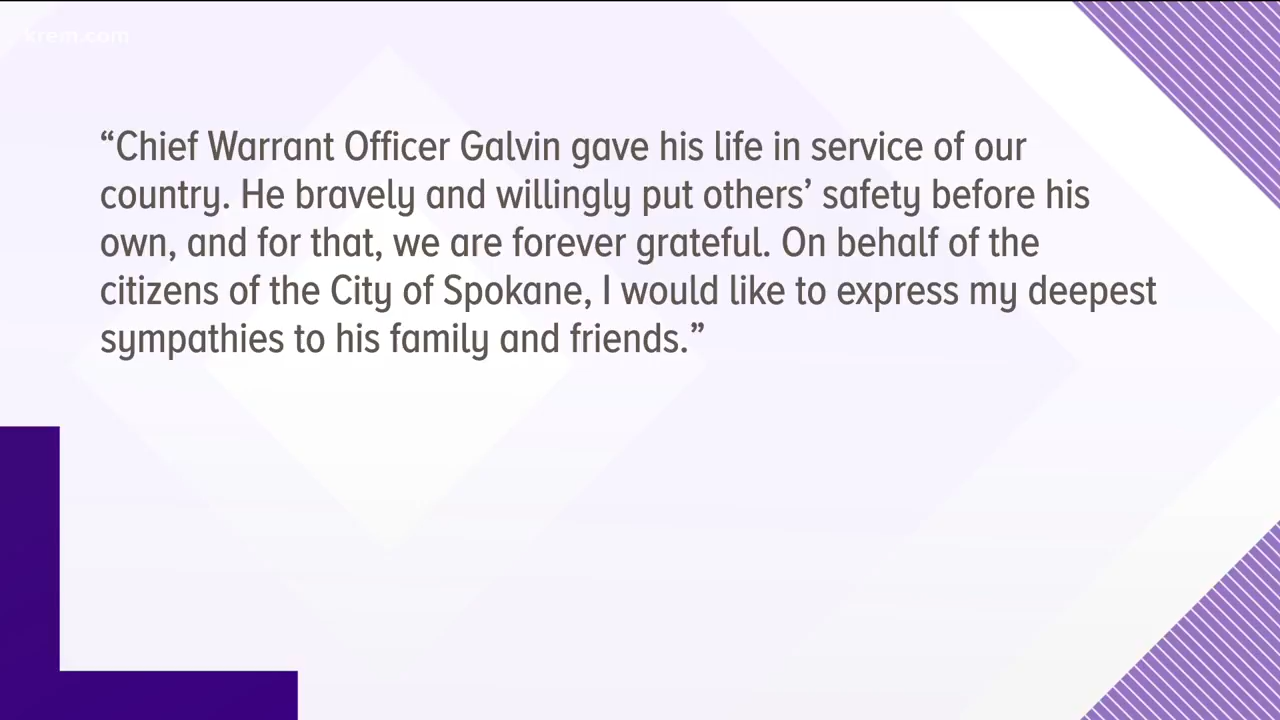 krem.com
“Chief Warrant Officer Galvin gave his life in service of our
country. He bravely and willingly put others’ safety before his
own, and for that, we are forever grateful. On behalf of the
citizens of the City of Spokane, I would like to express my deepest
sympathies to his family and friends.”